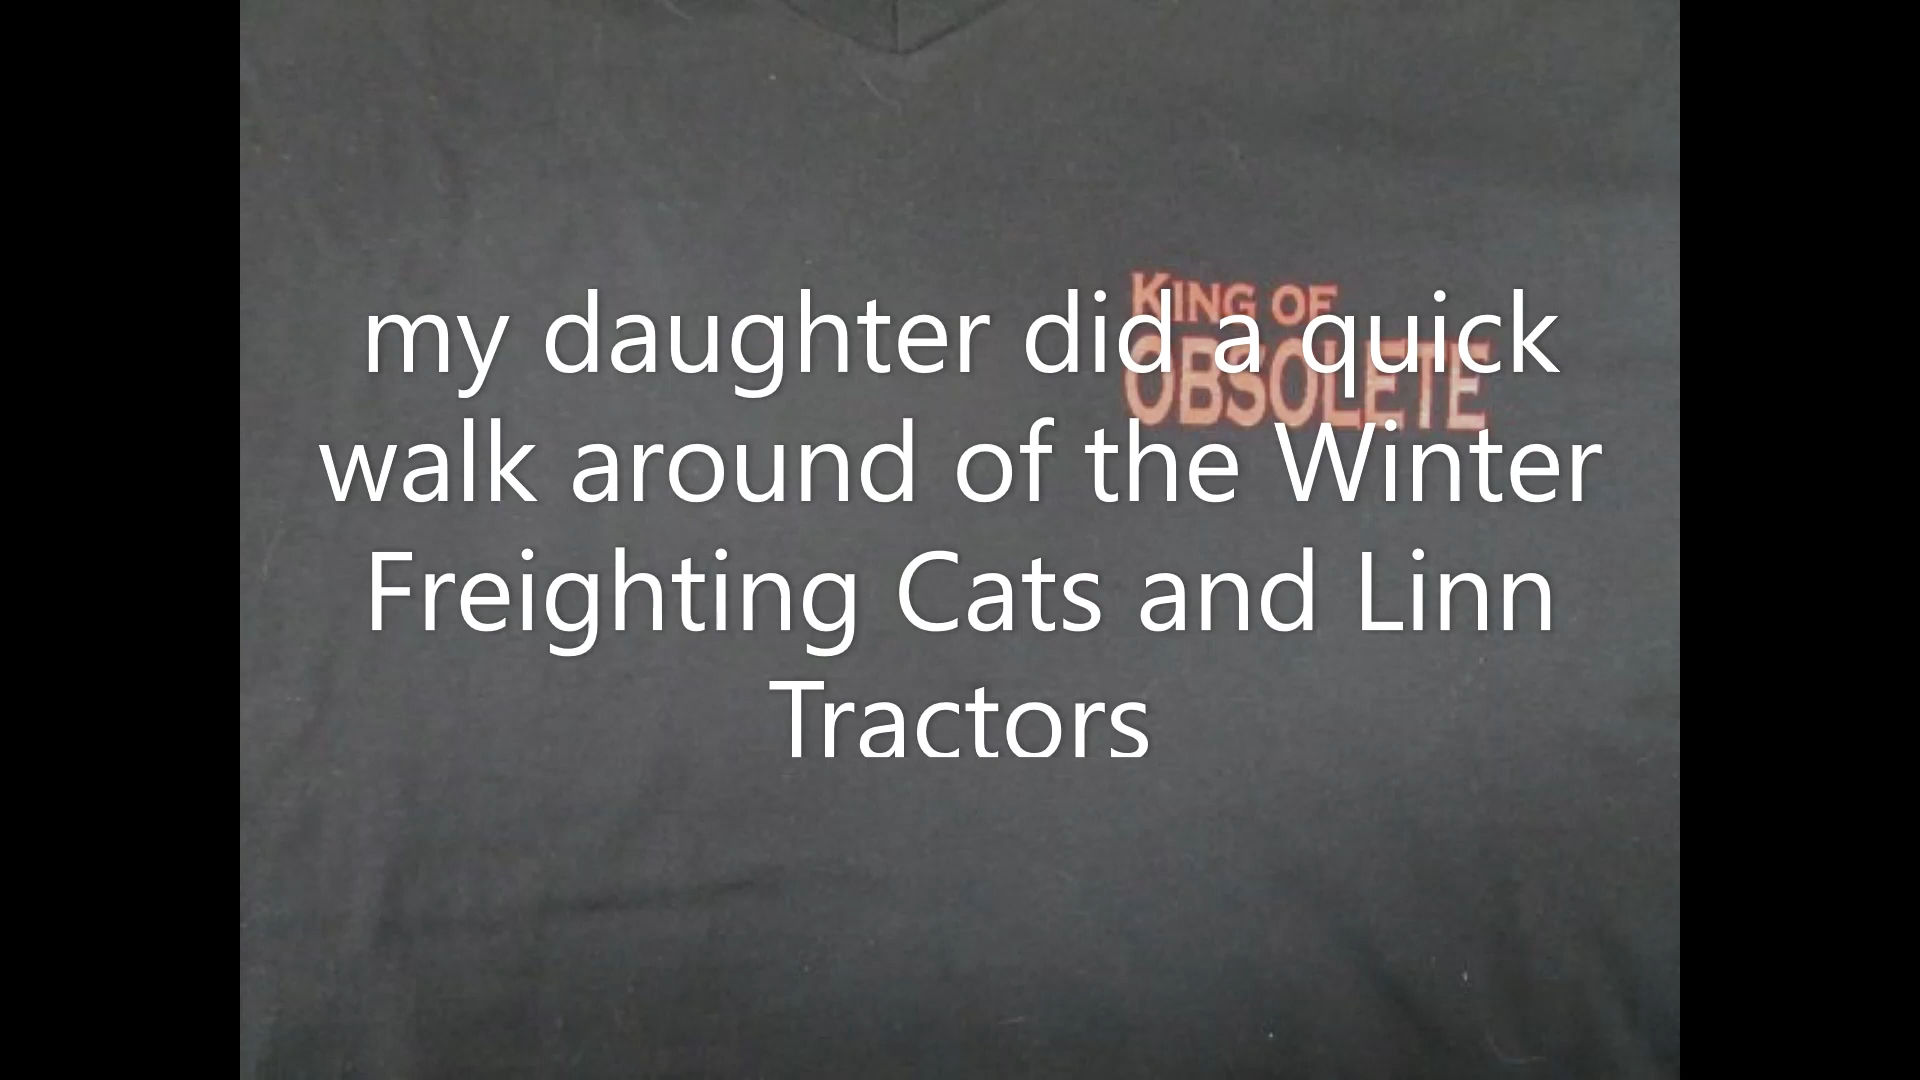 KING OF
OBSOLETE
my daughter did a quick
walk around of the Winter
Freighting Cats and Linn
Tractors